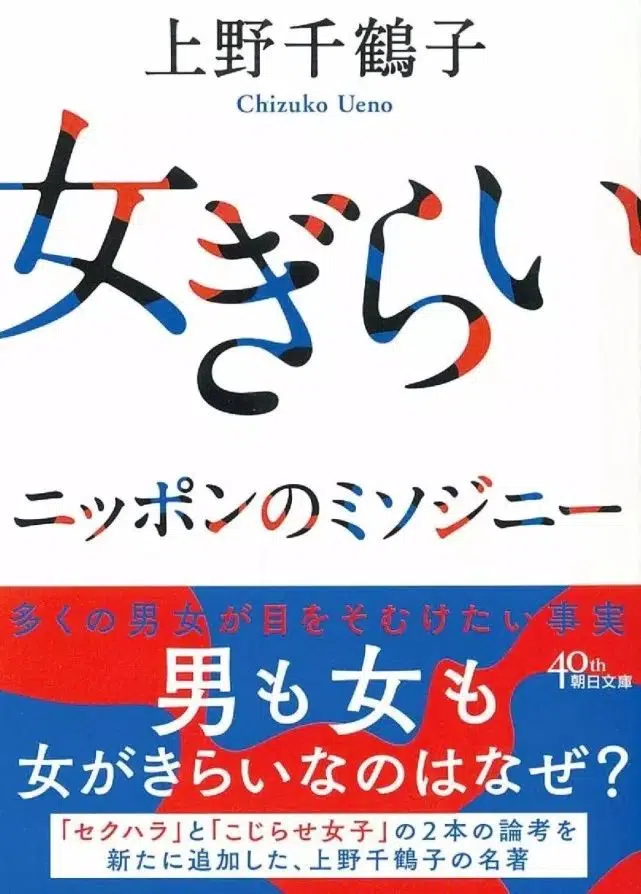 上野千鶴子
Chizuko Ueno
女ぎらい
ニッポンのミソジニー
多くの男女が目をそむけたい事実
40th
朝日文庫
男も女も
女がきらいなのはなぜ?
「セクハラ」と「こじらせ女子」の2本の論考を
新たに追加した、上野千鶴子の名著